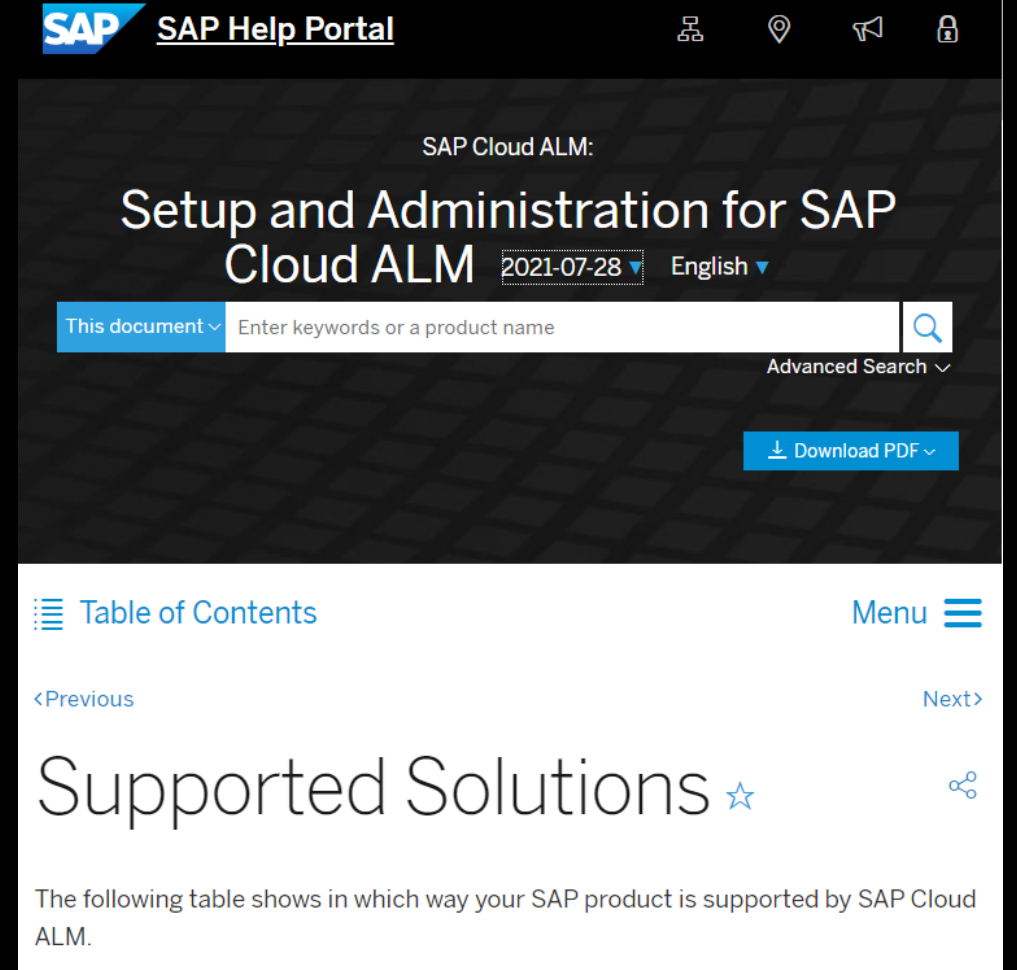 SAP SAP Help Portal
SAP Cloud ALM:
Setup and Administration for SAP
Cloud ALM 2021-07-28 English
This document Enter keywords or a product name
Advanced Search
Download PDF
Table of Contents Menu
Previous Next
Supported Solutions
The following table shows in which way your SAP product is supported by SAP Cloud
ALM.